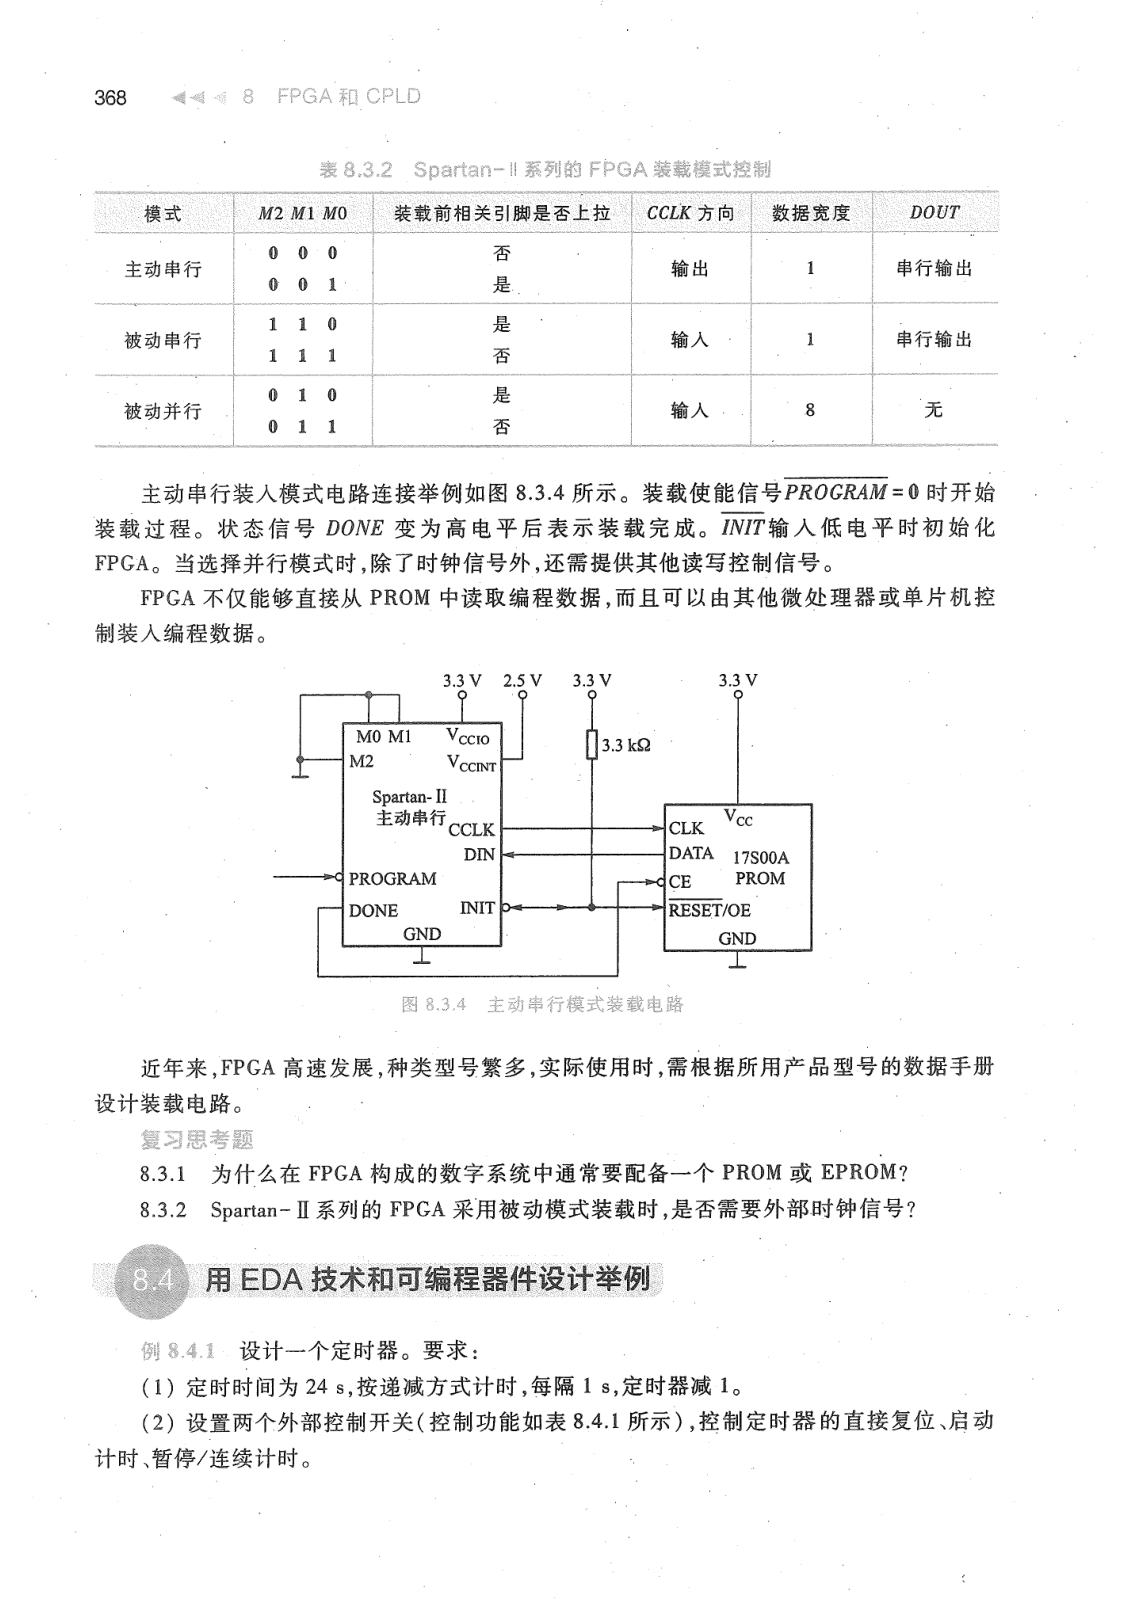 368 8 FPGA 和 CPLD
表 8.3.2 Spartan-Ⅱ系列的 FPGA 装载模式控制
模式 M2 M1 M0 装载前相关引脚是否上拉 CCLK 方向 数据宽度 DOUT
主动串行 0 0 0 否 输出 1 串行输出
0 0 1 是
被动串行 1 1 0 是 输入 1 串行输出
1 1 1 否
被动并行 0 1 0 是 输入 8 无
0 1 1 否
主动串行装入模式电路连接举例如图 8.3.4 所示。装载使能信号P̅R̅O̅G̅R̅A̅M̅=0 时开始
装载过程。状态信号 DONE 变为高电平后表示装载完成。I̅N̅I̅T̅输入低电平时初始化
FPGA。当选择并行模式时,除了时钟信号外,还需提供其他读写控制信号。
FPGA 不仅能够直接从 PROM 中读取编程数据,而且可以由其他微处理器或单片机控
制装入编程数据。
3.3 V 2.5 V 3.3 V 3.3 V
M0 M1 VCCIO
3.3 kΩ
M2 VCCINT
Spartan-Ⅱ
主动串行
CCLK CLK VCC
DIN DATA 17S00A
PROGRAM CE PROM
DONE INIT R̅E̅S̅E̅T̅/OE
GND GND
图 8.3.4 主动串行模式装载电路
近年来,FPGA 高速发展,种类型号繁多,实际使用时,需根据所用产品型号的数据手册
设计装载电路。
复习思考题
8.3.1 为什么在 FPGA 构成的数字系统中通常要配备一个 PROM 或 EPROM?
8.3.2 Spartan-Ⅱ系列的 FPGA 采用被动模式装载时,是否需要外部时钟信号?
8.4 用 EDA 技术和可编程器件设计举例
例 8.4.1 设计一个定时器。要求:
(1) 定时时间为 24 s,按递减方式计时,每隔 1 s,定时器减 1。
(2) 设置两个外部控制开关(控制功能如表 8.4.1 所示),控制定时器的直接复位、启动
计时、暂停/连续计时。